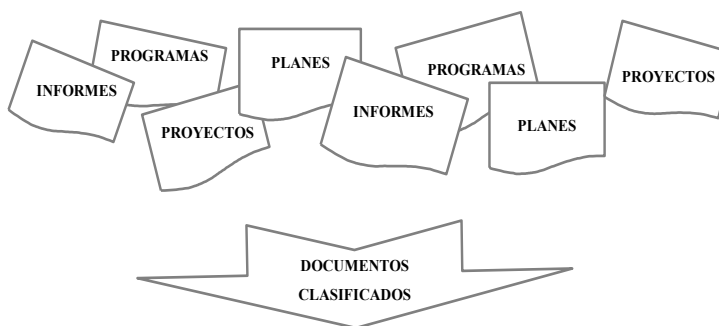 PROGRAMAS
PLANES
PROGRAMAS
PROYECTOS
INFORMES
INFORMES
PLANES
PROYECTOS
DOCUMENTOS
CLASIFICADOS